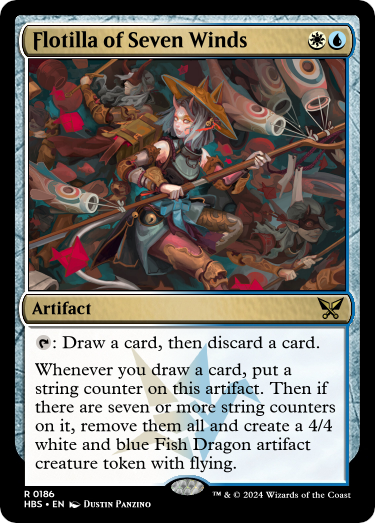 Flotilla of Seven Winds
Artifact
: Draw a card, then discard a card.
Whenever you draw a card, put a
string counter on this artifact. Then if
there are seven or more string counters
on it, remove them all and create a 4/4
white and blue Fish Dragon artifact
creature token with flying.
R 0186
HBS • EN Dustin Panzino
™ & © 2024 Wizards of the Coast